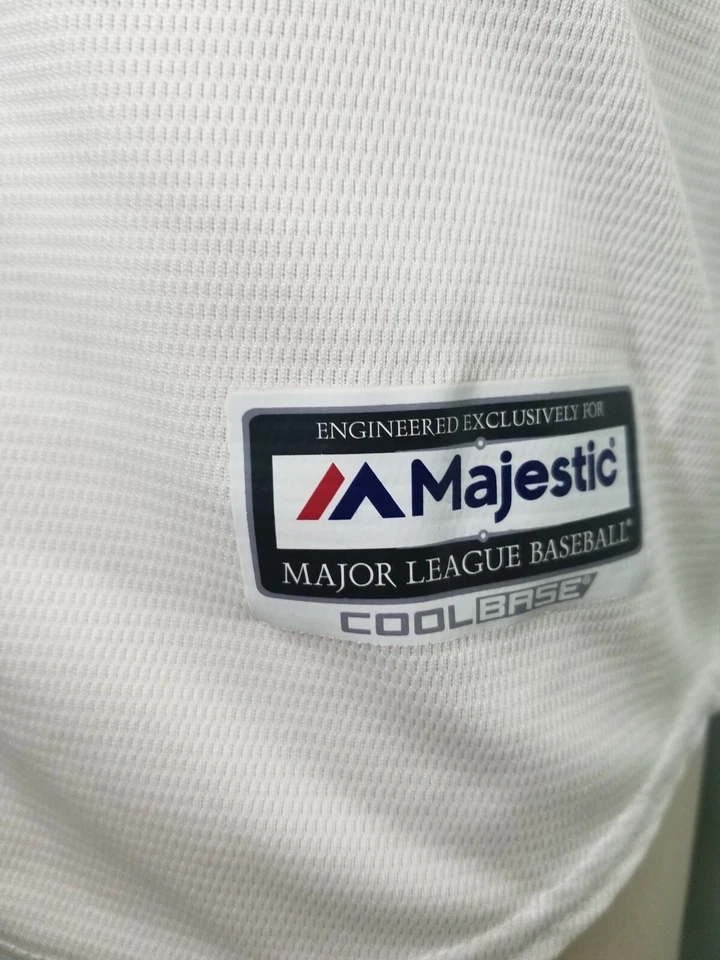 ENGINEERED EXCLUSIVELY FOR
Majestic
MAJOR LEAGUE BASEBALL®
COOLBASE®